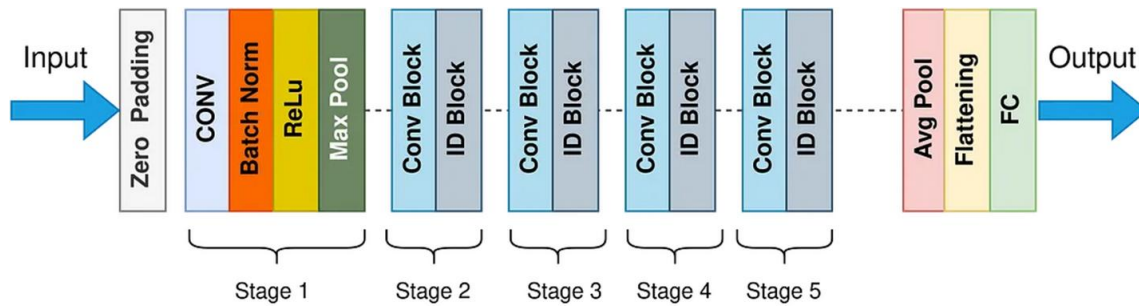 Input
Zero Padding
CONV
Batch Norm
ReLu
Max Pool
Conv Block
ID Block
Conv Block
ID Block
Conv Block
ID Block
Conv Block
ID Block
Avg Pool
Flattening
FC
Output
Stage 1
Stage 2
Stage 3
Stage 4
Stage 5